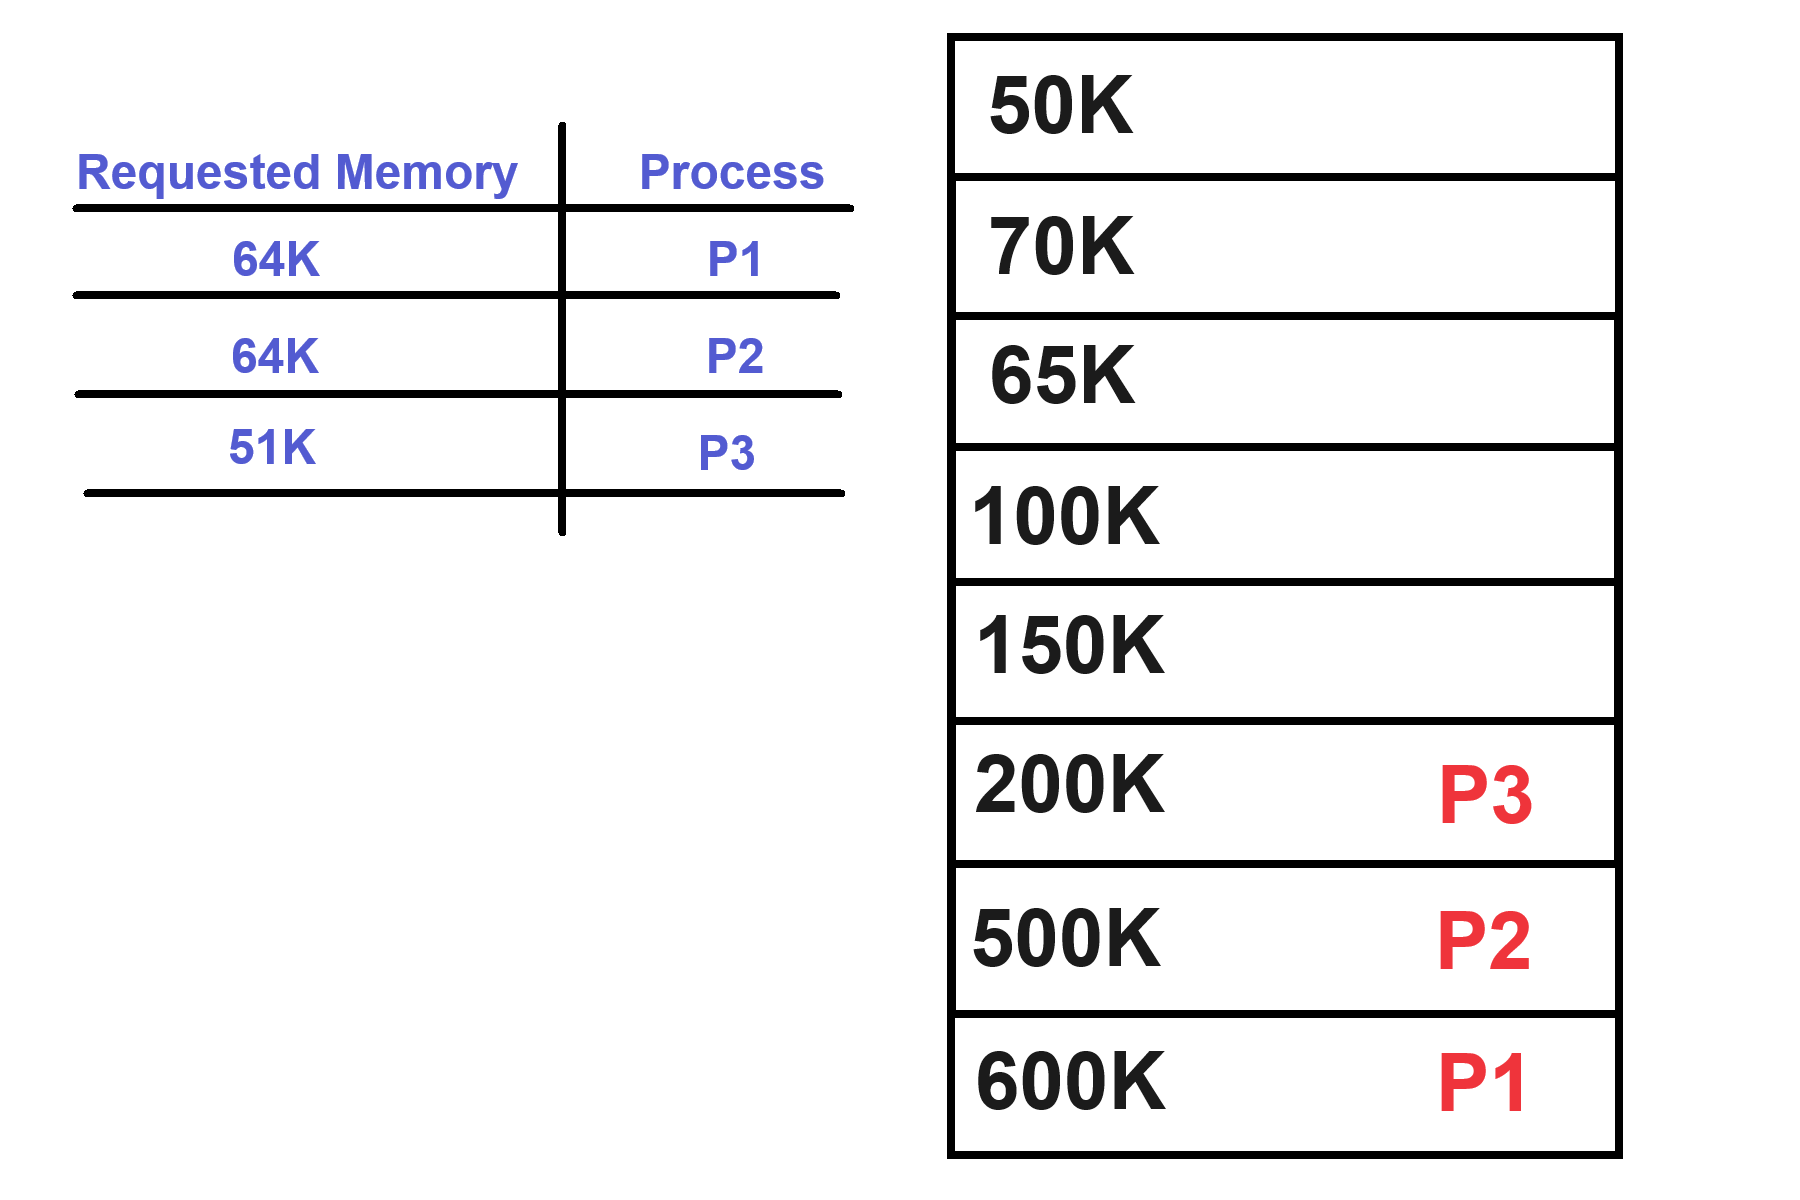 Requested Memory Process
64K P1
64K P2
51K P3
50K
70K
65K
100K
150K
200K P3
500K P2
600K P1